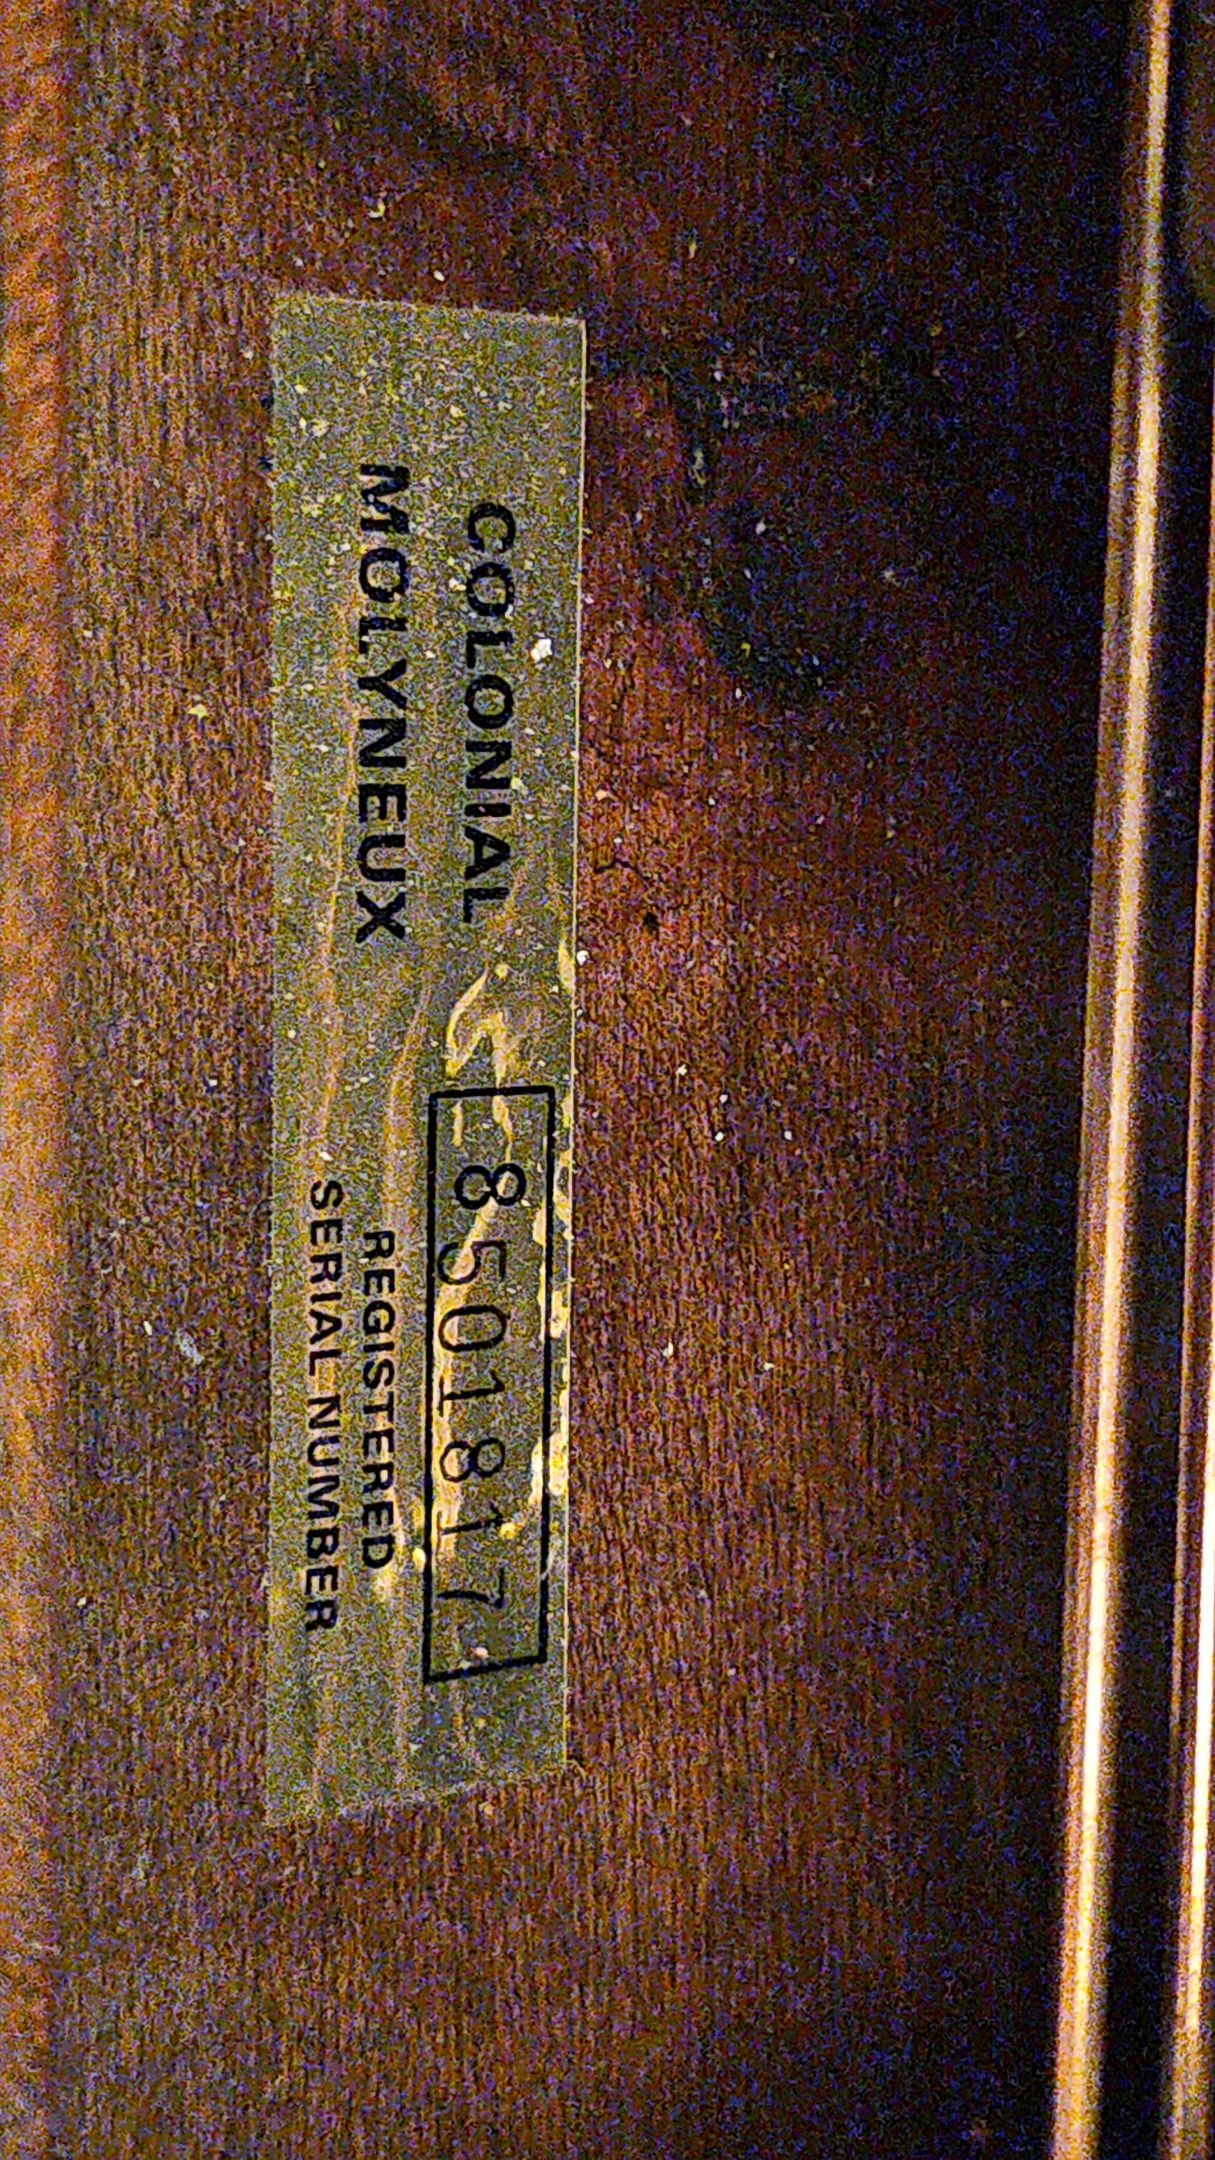 COLONIAL
MOLYNEUX
8501817
REGISTERED
SERIAL NUMBER